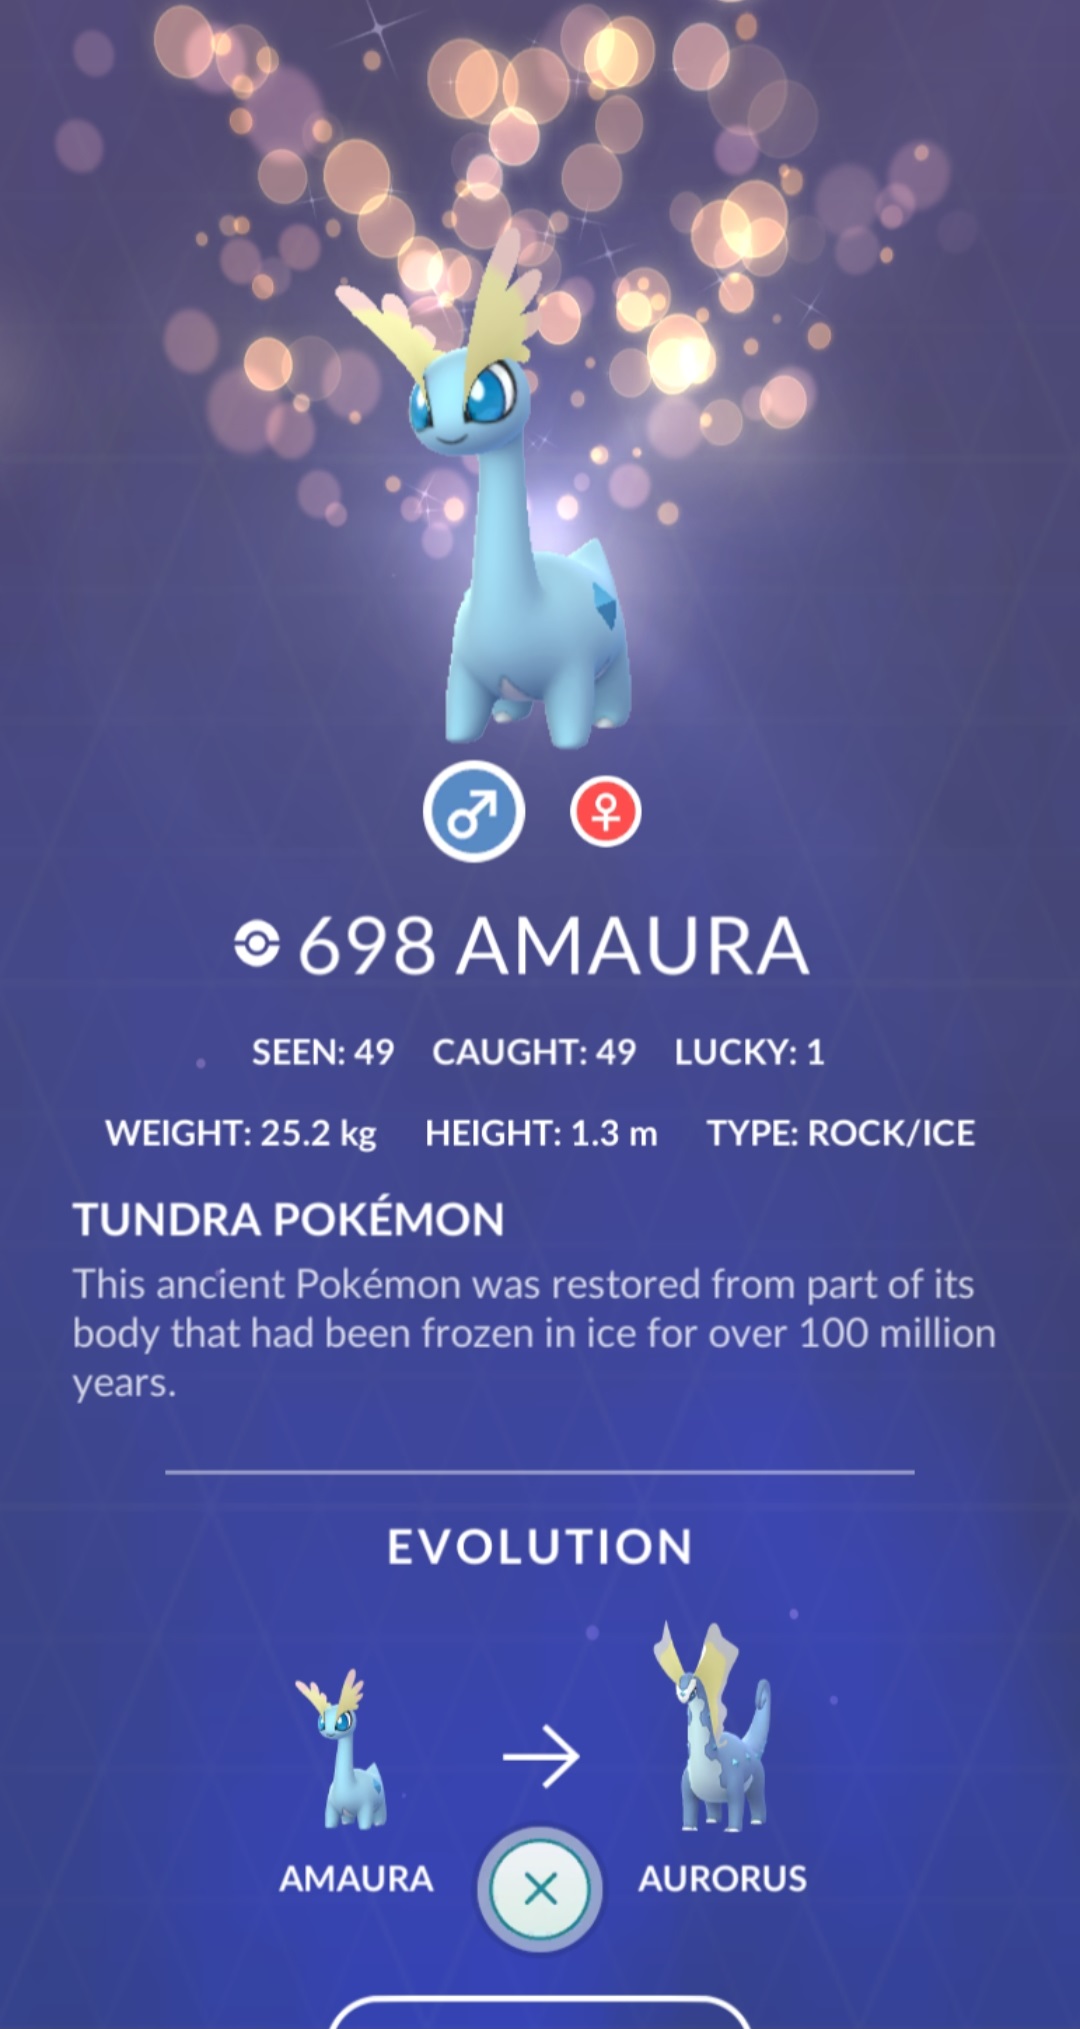 698 AMAURA
SEEN: 49 CAUGHT: 49 LUCKY: 1
WEIGHT: 25.2 kg HEIGHT: 1.3 m TYPE: ROCK/ICE
TUNDRA POKÉMON
This ancient Pokémon was restored from part of its
body that had been frozen in ice for over 100 million
years.
EVOLUTION
AMAURA AURORUS